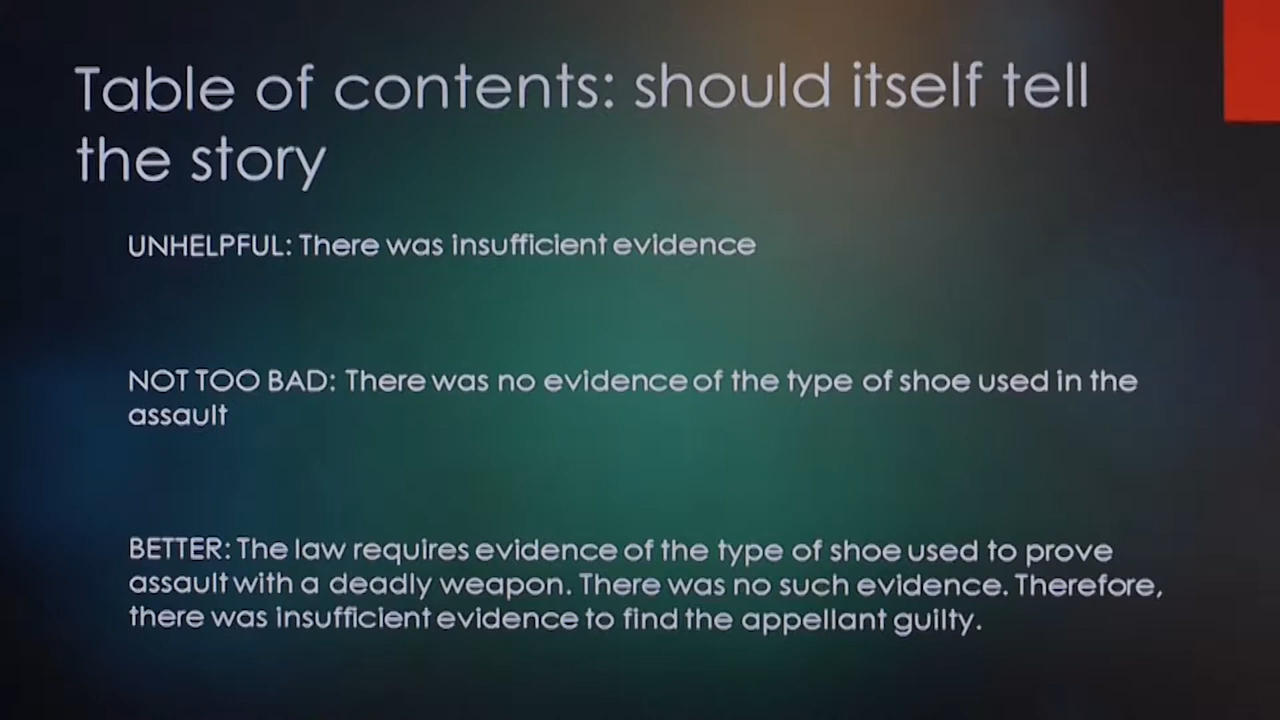 Table of contents: should itself tell
the story
UNHELPFUL: There was insufficient evidence
NOT TOO BAD: There was no evidence of the type of shoe used in the
assault
BETTER: The law requires evidence of the type of shoe used to prove
assault with a deadly weapon. There was no such evidence. Therefore,
there was insufficient evidence to find the appellant guilty.